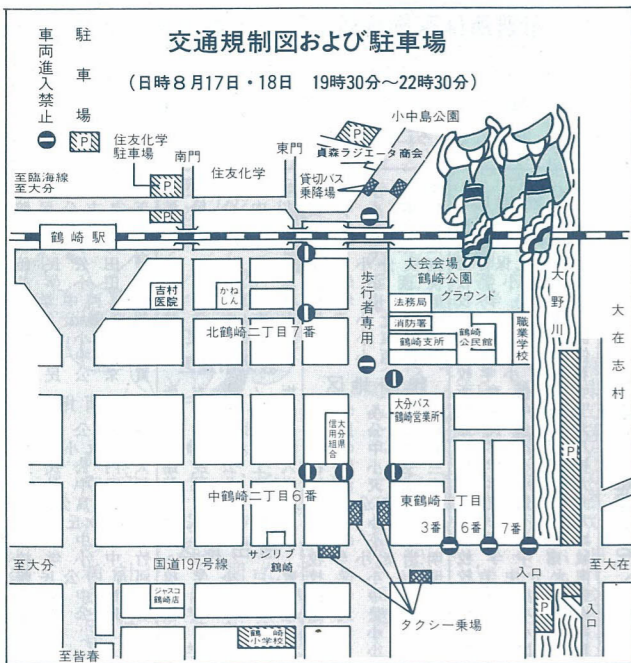 交通規制図および駐車場
(日時8月17日・18日 19時30分~22時30分)
車両進入禁止
駐車場
P
住友化学
駐車場
P
P
南門
住友化学
東門
小中島公園
P
貞森ラジエータ商会
貸切バス
乗降場
至臨海線
至大分
鶴崎駅
大会会場
鶴崎公園
グラウンド
大野川
大在志村
吉村
医院
かね
しん
歩行者専用
法務局
消防署
鶴崎支所
鶴崎
公民館
職業学校
北鶴崎二丁目7番
大分バス
鶴崎営業所
大分県
信用組合
P
中鶴崎二丁目6番
東鶴崎一丁目
3番
6番
7番
サンリブ
鶴崎
至大分
国道197号線
入口
至大在
ジャスコ
鶴崎店
タクシー乗場
P
入口
鶴崎
小学校
至皆春